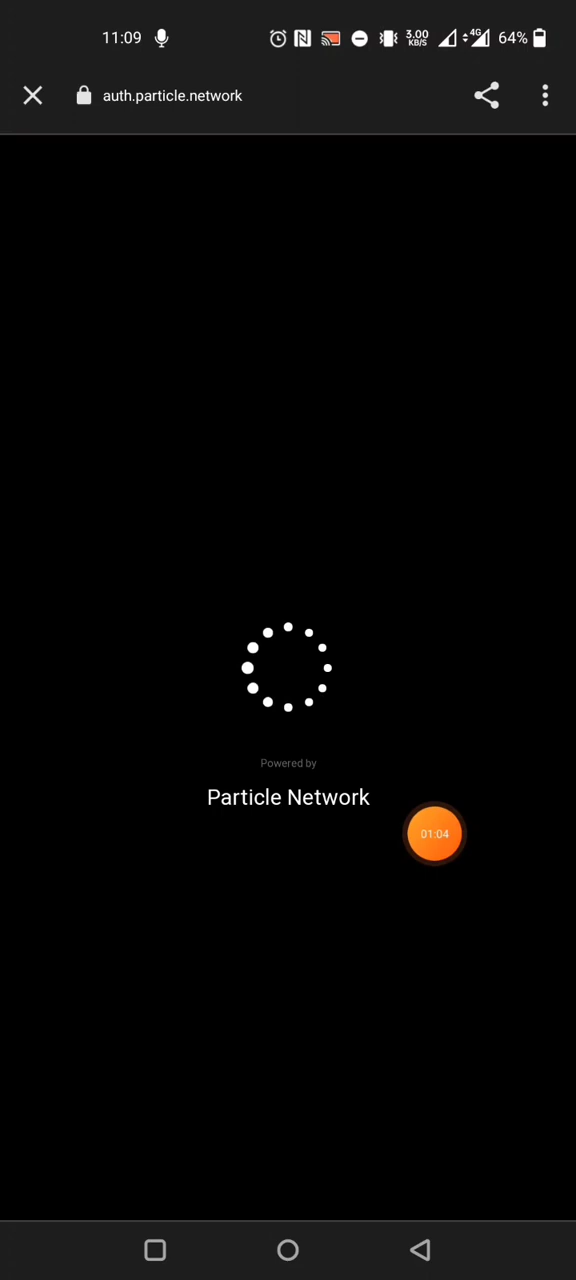 11:09
3.00
KB/S
4G
64%
auth.particle.network
Powered by
Particle Network
01:04